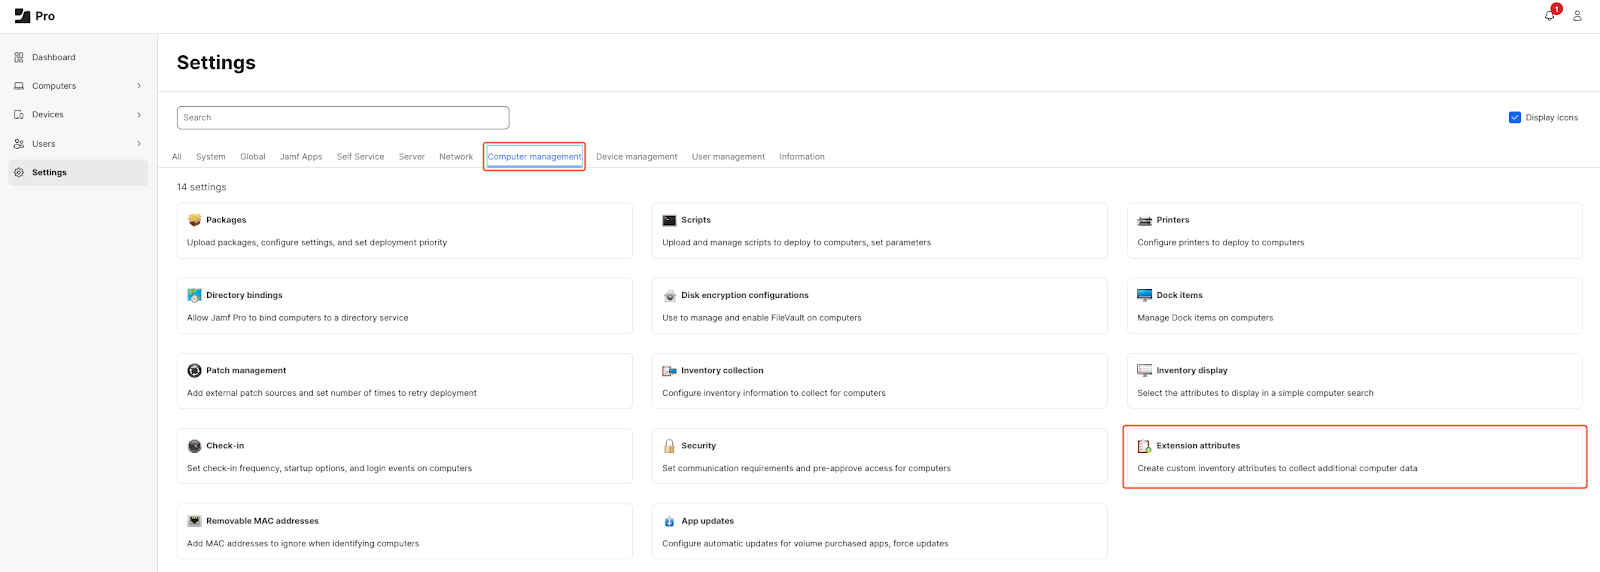 Pro
1
Dashboard
Computers
Devices
Users
Settings
Settings
Search
Display icons
All System Global Jamf Apps Self Service Server Network Computer management Device management User management Information
14 settings
Packages
Upload packages, configure settings, and set deployment priority
Scripts
Upload and manage scripts to deploy to computers, set parameters
Printers
Configure printers to deploy to computers
Directory bindings
Allow Jamf Pro to bind computers to a directory service
Disk encryption configurations
Use to manage and enable FileVault on computers
Dock items
Manage Dock items on computers
Patch management
Add external patch sources and set number of times to retry deployment
Inventory collection
Configure inventory information to collect for computers
Inventory display
Select the attributes to display in a simple computer search
Check-in
Set check-in frequency, startup options, and login events on computers
Security
Set communication requirements and pre-approve access for computers
Extension attributes
Create custom inventory attributes to collect additional computer data
Removable MAC addresses
Add MAC addresses to ignore when identifying computers
App updates
Configure automatic updates for volume purchased apps, force updates